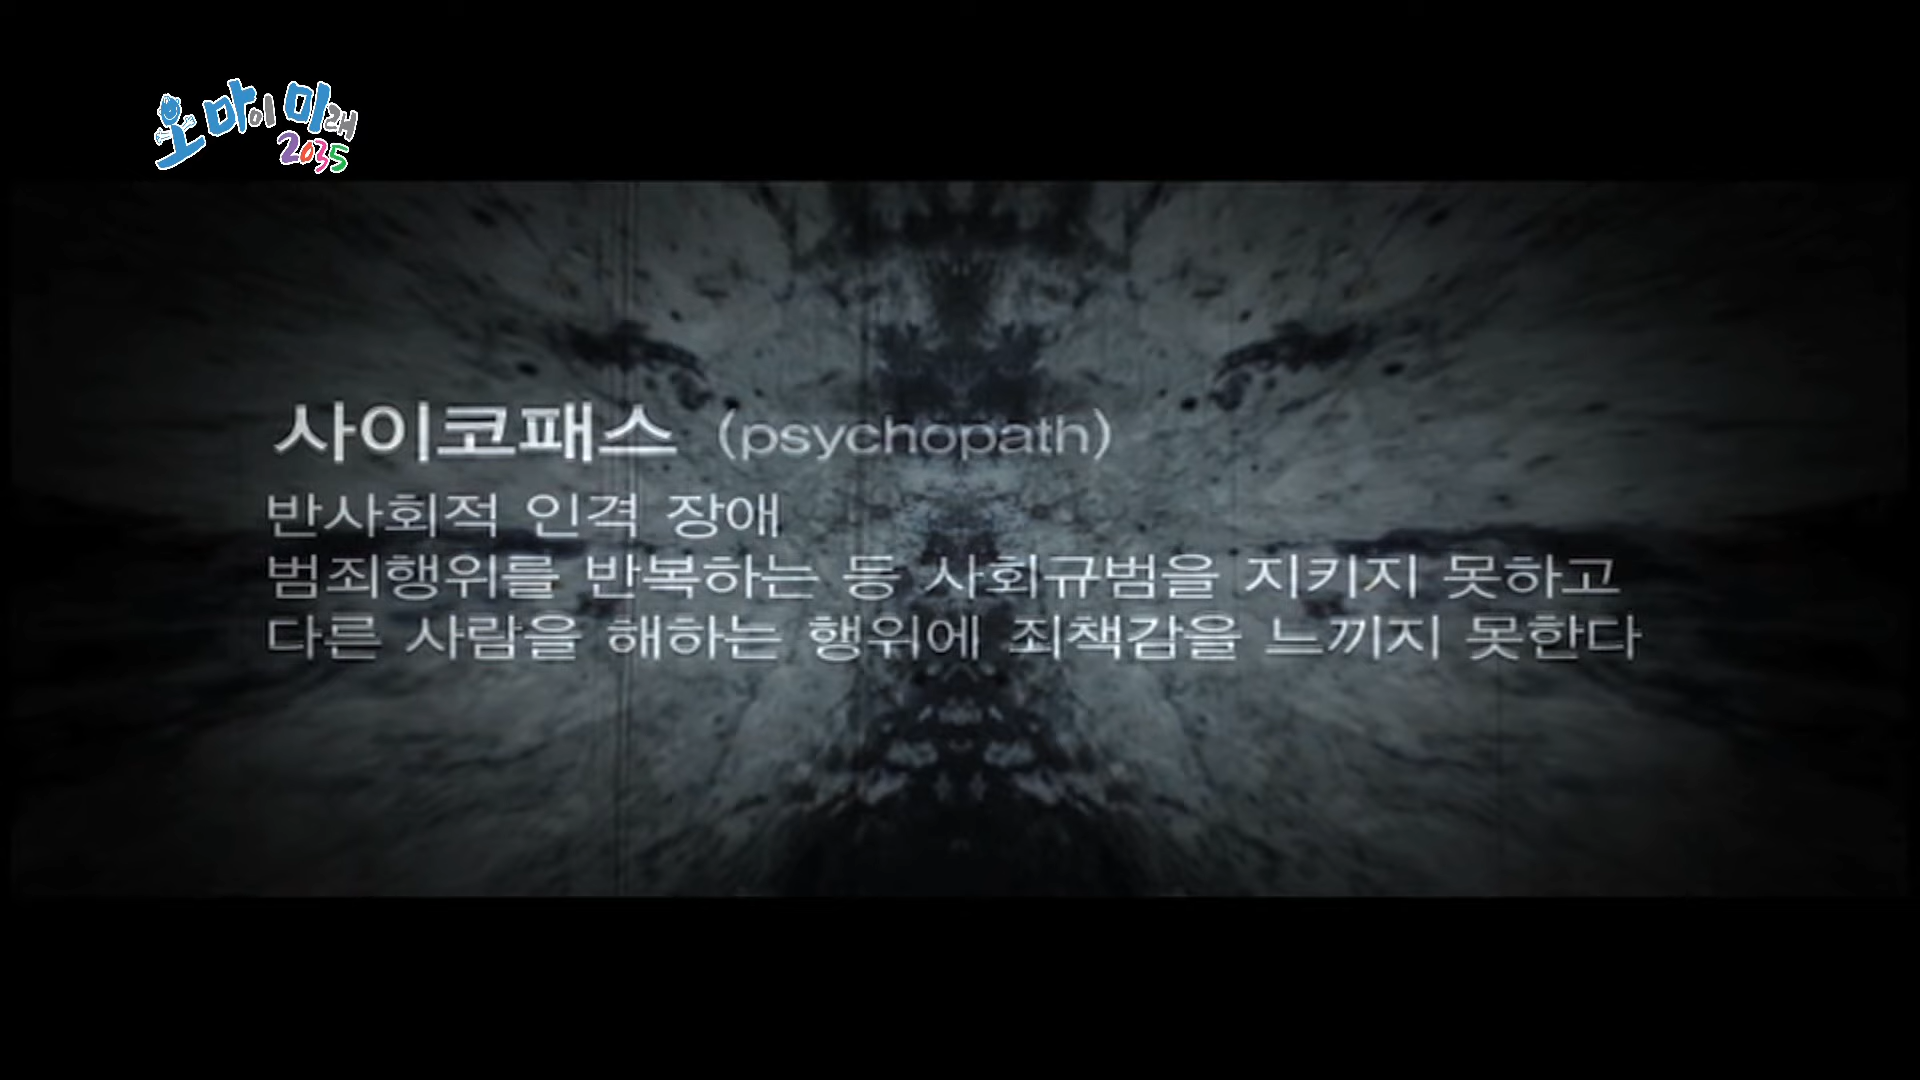 오 마이 미래
2035
사이코패스 (psychopath)
반사회적 인격 장애
범죄행위를 반복하는 등 사회규범을 지키지 못하고
다른 사람을 해하는 행위에 죄책감을 느끼지 못한다